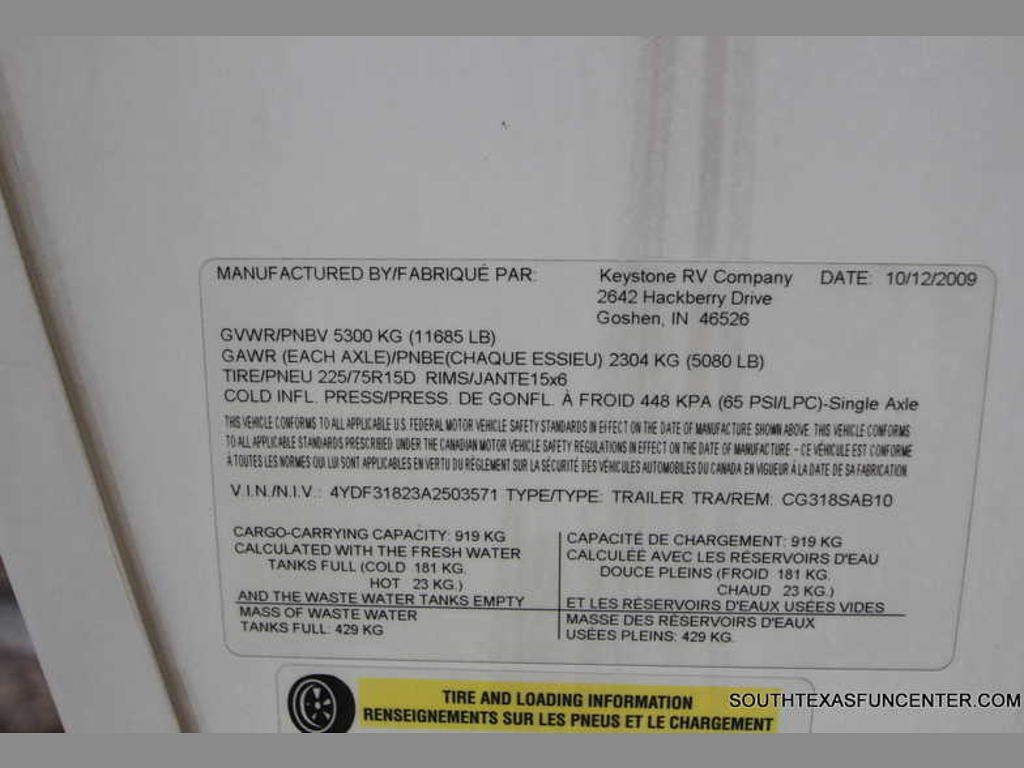 MANUFACTURED BY/FABRIQUÉ PAR: Keystone RV Company DATE: 10/12/2009
2642 Hackberry Drive
Goshen, IN 46526
GVWR/PNBV 5300 KG (11685 LB)
GAWR (EACH AXLE)/PNBE(CHAQUE ESSIEU) 2304 KG (5080 LB)
TIRE/PNEU 225/75R15D RIMS/JANTE15x6
COLD INFL. PRESS/PRESS. DE GONFL. À FROID 448 KPA (65 PSI/LPC)-Single Axle
THIS VEHICLE CONFORMS TO ALL APPLICABLE U.S. FEDERAL MOTOR VEHICLE SAFETY STANDARDS IN EFFECT ON THE DATE OF MANUFACTURE SHOWN ABOVE. THIS VEHICLE CONFORMS
TO ALL APPLICABLE STANDARDS PRESCRIBED UNDER THE CANADIAN MOTOR VEHICLE SAFETY REGULATIONS IN EFFECT ON THE DATE OF MANUFACTURE - CE VÉHICULE EST CONFORME
À TOUTES LES NORMES QUI LUI SONT APPLICABLES EN VERTU DU RÈGLEMENT SUR LA SÉCURITÉ DES VÉHICULES AUTOMOBILES DU CANADA EN VIGUEUR À LA DATE DE SA FABRICATION.
V.I.N./N.I.V.: 4YDF31823A2503571 TYPE/TYPE: TRAILER TRA/REM: CG318SAB10
CARGO-CARRYING CAPACITY: 919 KG
CALCULATED WITH THE FRESH WATER
TANKS FULL (COLD 181 KG.
HOT 23 KG.)
AND THE WASTE WATER TANKS EMPTY
MASS OF WASTE WATER
TANKS FULL: 429 KG
CAPACITÉ DE CHARGEMENT: 919 KG
CALCULÉE AVEC LES RÉSERVOIRS D'EAU
DOUCE PLEINS (FROID 181 KG.
CHAUD 23 KG.)
ET LES RÉSERVOIRS D'EAUX USÉES VIDES
MASSE DES RÉSERVOIRS D'EAUX
USÉES PLEINS: 429 KG.
TIRE AND LOADING INFORMATION
RENSEIGNEMENTS SUR LES PNEUS ET LE CHARGEMENT
SOUTHTEXASFUNCENTER.COM